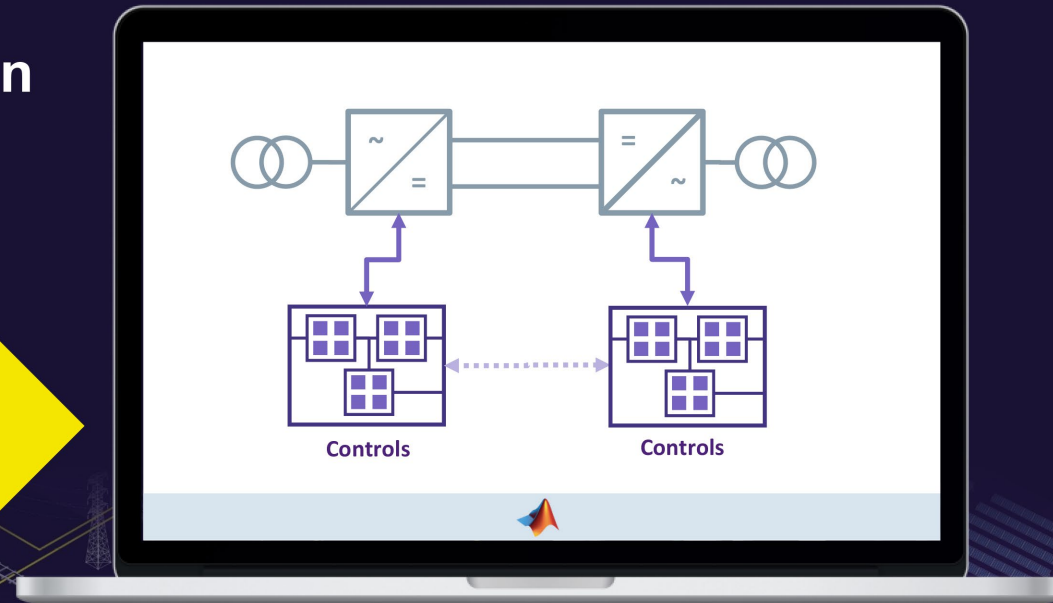 n
~
=
=
~
Controls
Controls